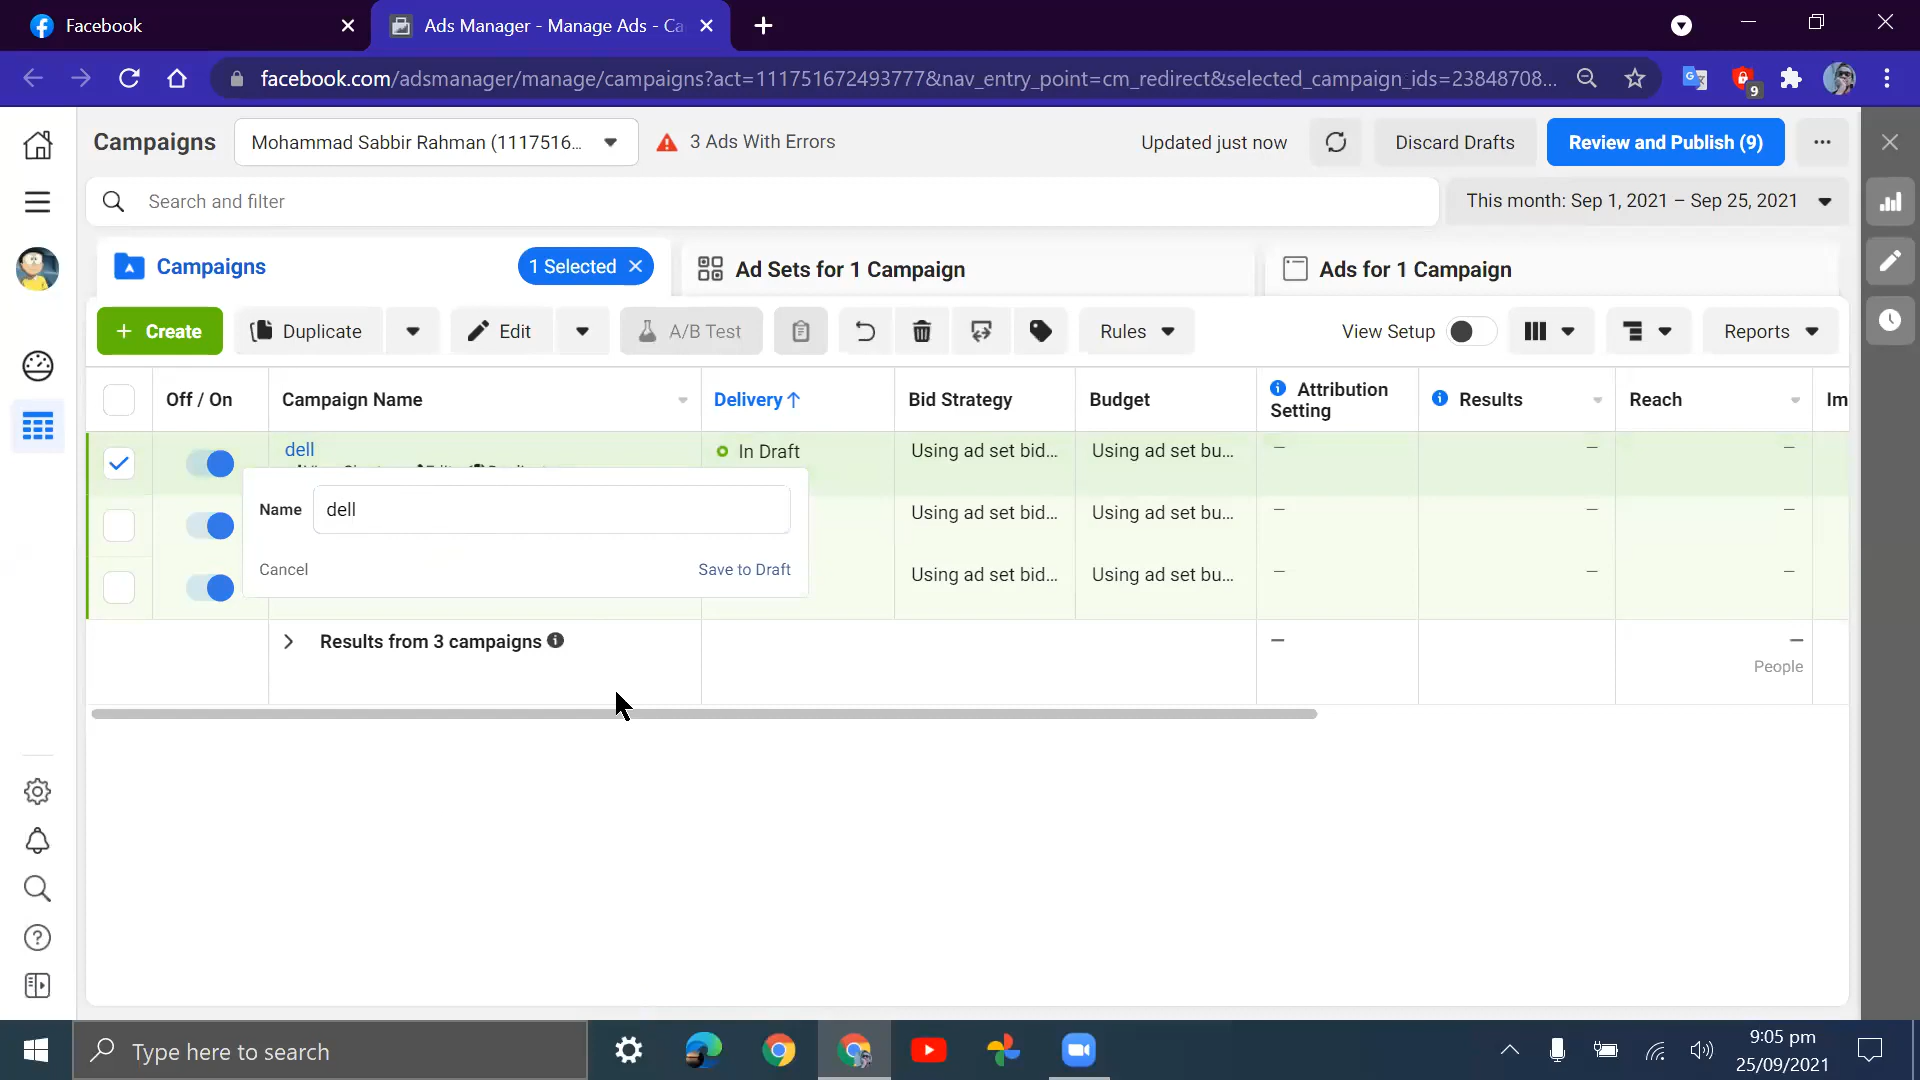 Facebook
Ads Manager - Manage Ads - Ca
facebook.com/adsmanager/manage/campaigns?act=111751672493777&nav_entry_point=cm_redirect&selected_campaign_ids=23848708...
9
Campaigns
Mohammad Sabbir Rahman (1117516...
3 Ads With Errors
Updated just now
Discard Drafts
Review and Publish (9)
Search and filter
This month: Sep 1, 2021 – Sep 25, 2021
Campaigns
1 Selected
Ad Sets for 1 Campaign
Ads for 1 Campaign
+ Create
Duplicate
Edit
A/B Test
Rules
View Setup
Reports
Off / On
Campaign Name
Delivery↑
Bid Strategy
Budget
Attribution Setting
Results
Reach
Im
dell
In Draft
Using ad set bid...
Using ad set bu...
—
—
—
Name
dell
Using ad set bid...
Using ad set bu...
—
—
—
Cancel
Save to Draft
Using ad set bid...
Using ad set bu...
—
—
—
Results from 3 campaigns
—
—
People
Type here to search
9:05 pm
25/09/2021